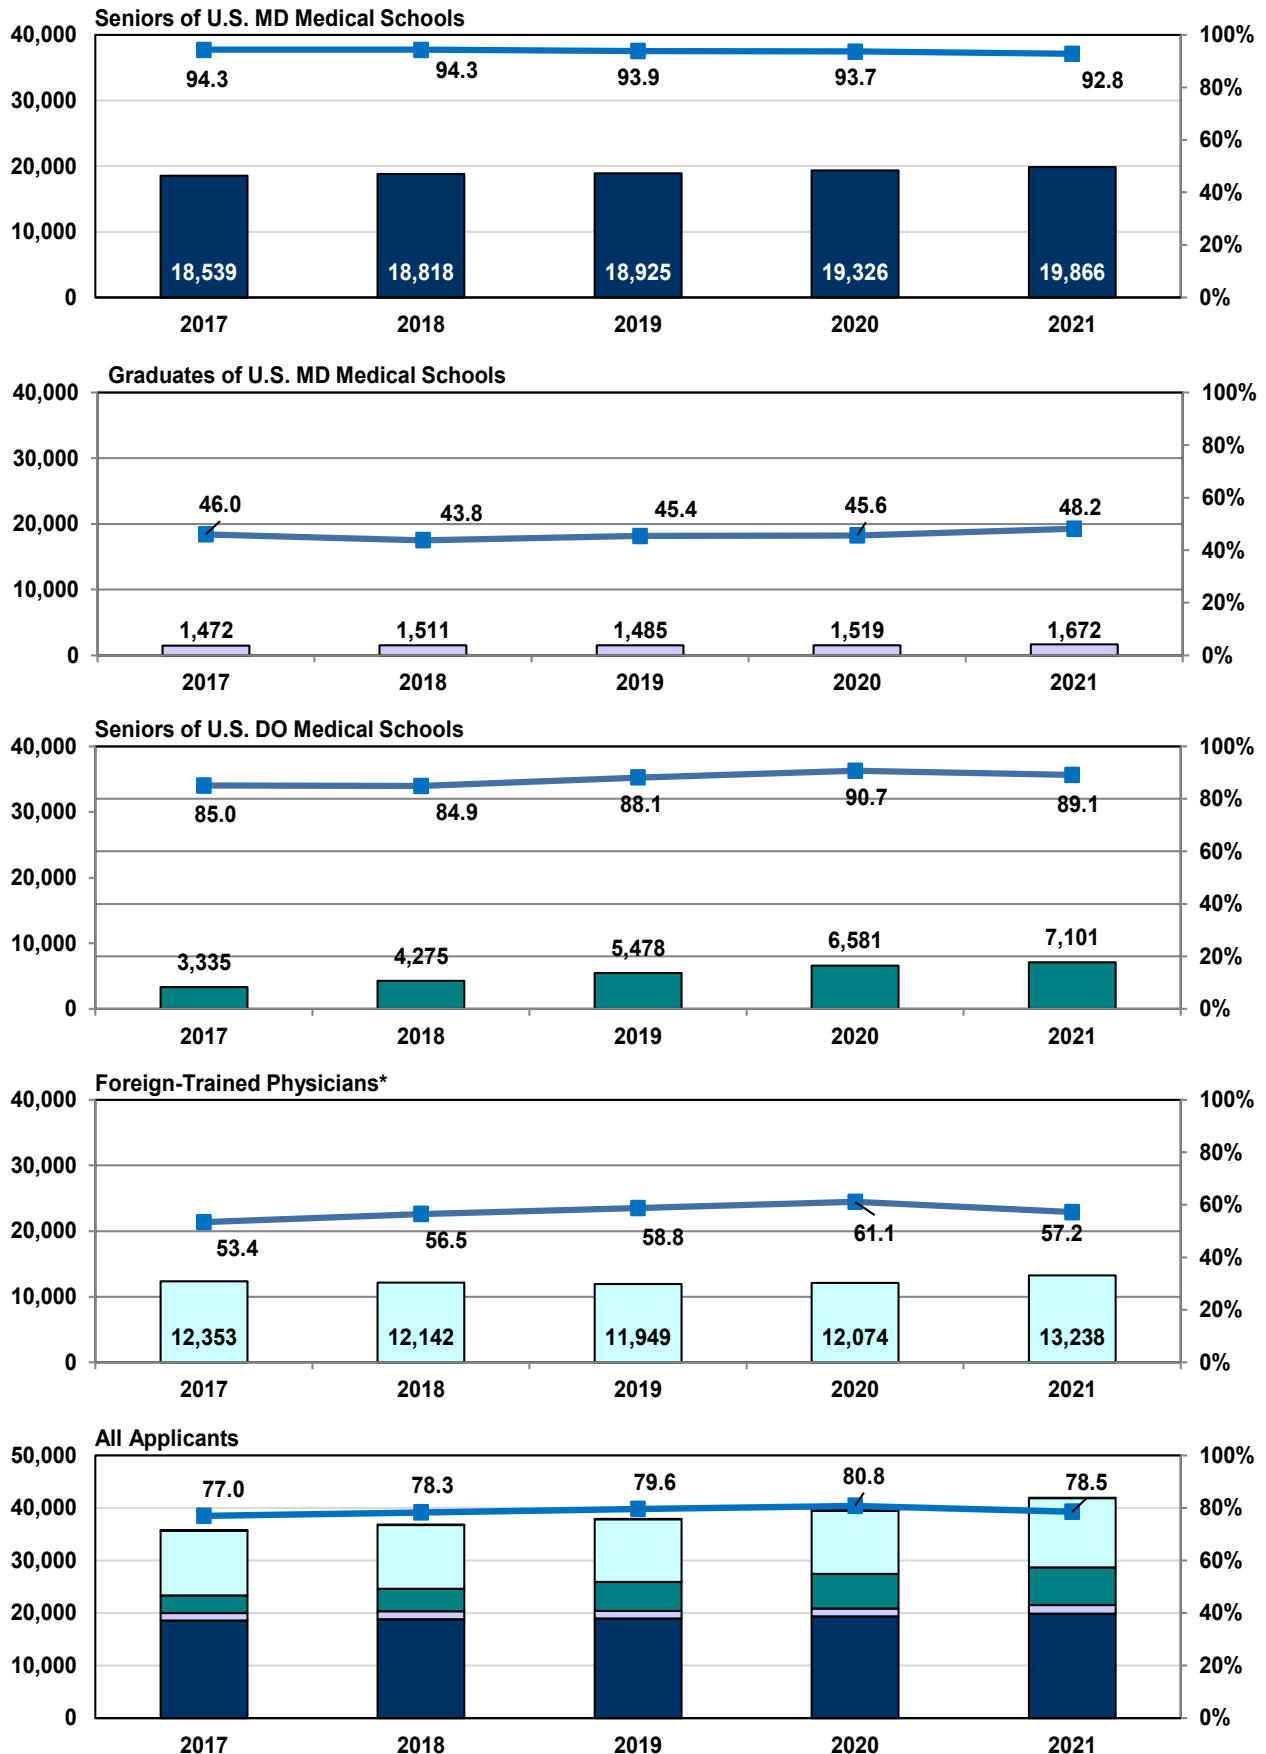 Seniors of U.S. MD Medical Schools
40,000 100%
94.3 94.3 93.9 93.7 92.8
30,000 80%
60%
20,000
40%
10,000 20%
18,539 18,818 18,925 19,326 19,866
0 0%
2017 2018 2019 2020 2021
Graduates of U.S. MD Medical Schools
40,000 100%
80%
30,000
60%
46.0 43.8 45.4 45.6 48.2
20,000
40%
10,000
20%
1,472 1,511 1,485 1,519 1,672
0 0%
2017 2018 2019 2020 2021
Seniors of U.S. DO Medical Schools
40,000 100%
85.0 84.9 88.1 90.7 89.1
30,000 80%
60%
20,000
40%
10,000
3,335 4,275 5,478 6,581 7,101
20%
0 0%
2017 2018 2019 2020 2021
Foreign-Trained Physicians*
40,000 100%
80%
30,000
60%
20,000
53.4 56.5 58.8 61.1 57.2
40%
10,000
20%
12,353 12,142 11,949 12,074 13,238
0 0%
2017 2018 2019 2020 2021
All Applicants
50,000 100%
77.0 78.3 79.6 80.8 78.5
40,000 80%
30,000 60%
20,000 40%
10,000 20%
0 0%
2017 2018 2019 2020 2021